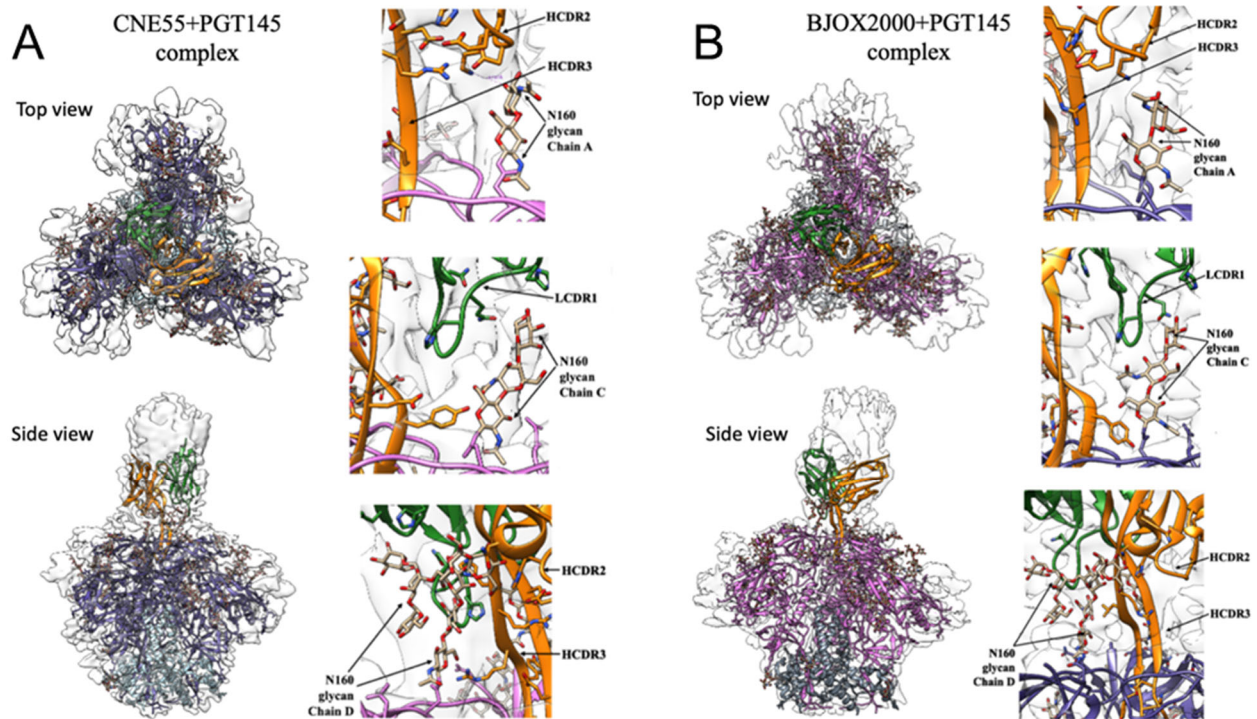 A
CNE55+PGT145
complex
Top view
Side view
HCDR2
HCDR3
N160
glycan
Chain A
LCDR1
N160
glycan
Chain C
HCDR2
HCDR3
N160
glycan
Chain D
B
BJOX2000+PGT145
complex
Top view
Side view
HCDR2
HCDR3
N160
glycan
Chain A
LCDR1
N160
glycan
Chain C
HCDR2
HCDR3
N160
glycan
Chain D